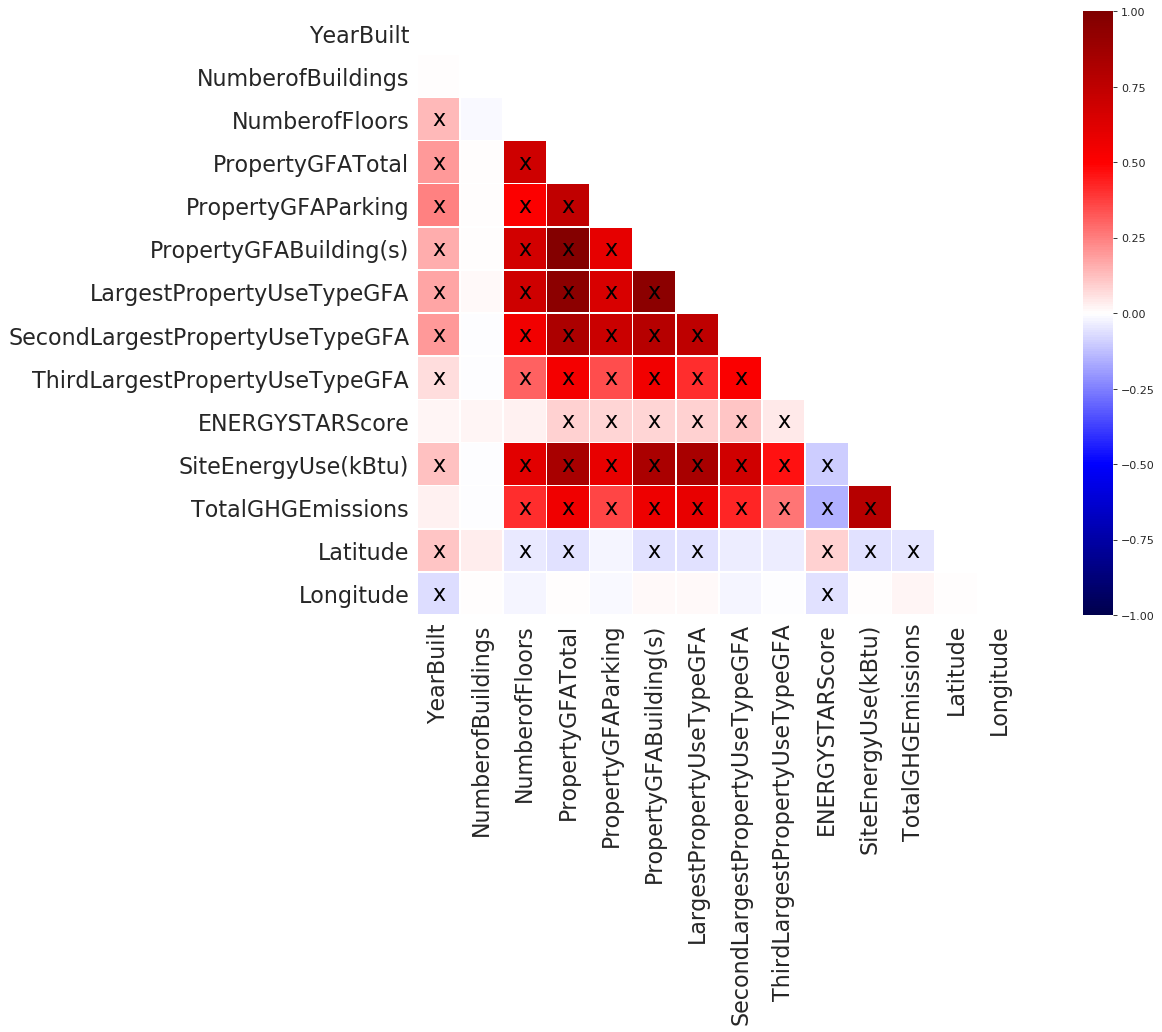 YearBuilt
NumberofBuildings
NumberofFloors x
PropertyGFATotal x x
PropertyGFAParking x x x
PropertyGFABuilding(s) x x x x
LargestPropertyUseTypeGFA x x x x x
SecondLargestPropertyUseTypeGFA x x x x x x
ThirdLargestPropertyUseTypeGFA x x x x x x x
ENERGYSTARScore x x x x x x
SiteEnergyUse(kBtu) x x x x x x x x x
TotalGHGEmissions x x x x x x x x x
Latitude x x x x x x x x
Longitude x x
YearBuilt
NumberofBuildings
NumberofFloors
PropertyGFATotal
PropertyGFAParking
PropertyGFABuilding(s)
LargestPropertyUseTypeGFA
SecondLargestPropertyUseTypeGFA
ThirdLargestPropertyUseTypeGFA
ENERGYSTARScore
SiteEnergyUse(kBtu)
TotalGHGEmissions
Latitude
Longitude
1.00
0.75
0.50
0.25
0.00
−0.25
−0.50
−0.75
−1.00